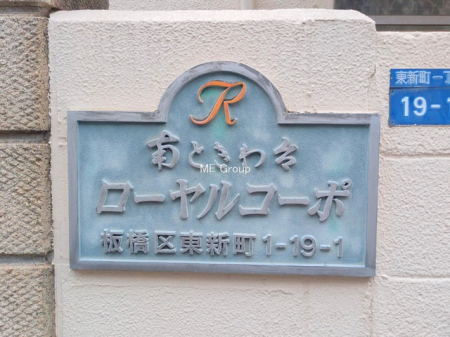 R
南ときわ台
ME Group
ローヤルコーポ
板橋区東新町1-19-1
東新町一丁
19-1